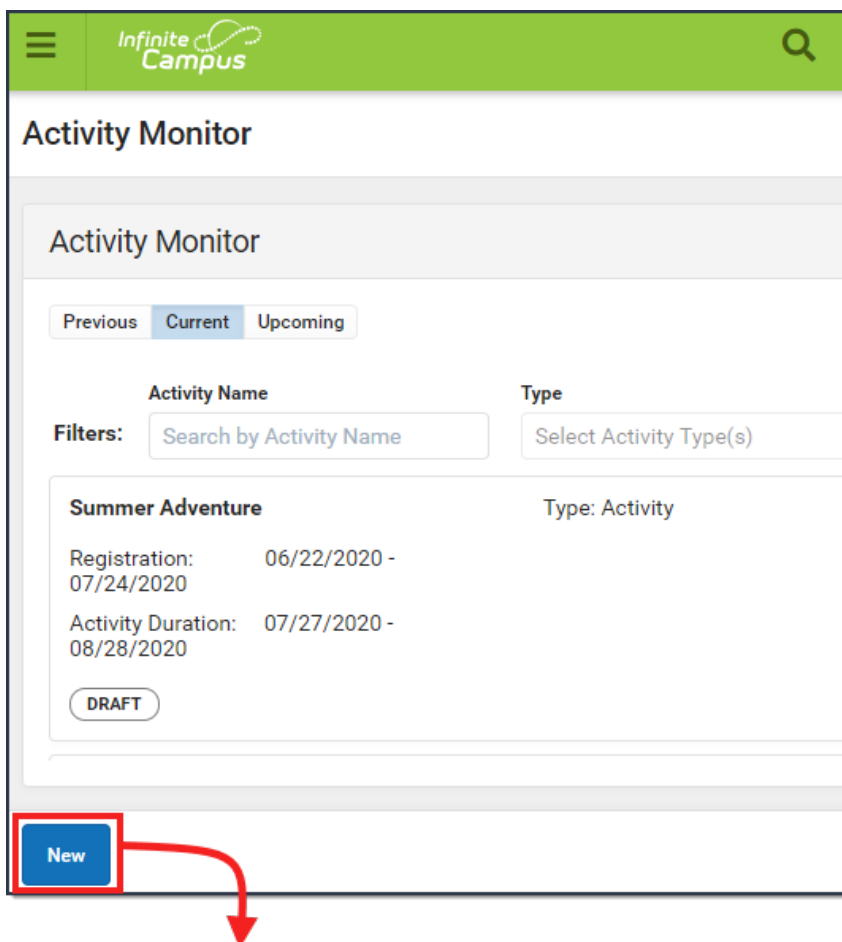 Infinite
Campus
Activity Monitor
Activity Monitor
Previous Current Upcoming
Activity Name Type
Filters: Search by Activity Name Select Activity Type(s)
Summer Adventure Type: Activity
Registration: 06/22/2020 -
07/24/2020
Activity Duration: 07/27/2020 -
08/28/2020
DRAFT
New